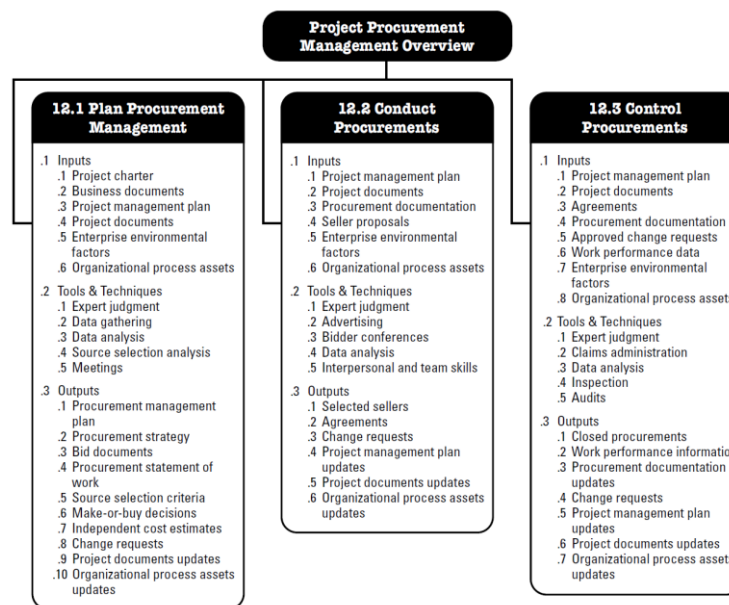 Project Procurement
Management Overview
12.1 Plan Procurement
Management
.1 Inputs
.1 Project charter
.2 Business documents
.3 Project management plan
.4 Project documents
.5 Enterprise environmental
factors
.6 Organizational process assets
.2 Tools & Techniques
.1 Expert judgment
.2 Data gathering
.3 Data analysis
.4 Source selection analysis
.5 Meetings
.3 Outputs
.1 Procurement management
plan
.2 Procurement strategy
.3 Bid documents
.4 Procurement statement of
work
.5 Source selection criteria
.6 Make-or-buy decisions
.7 Independent cost estimates
.8 Change requests
.9 Project documents updates
.10 Organizational process assets
updates
12.2 Conduct
Procurements
.1 Inputs
.1 Project management plan
.2 Project documents
.3 Procurement documentation
.4 Seller proposals
.5 Enterprise environmental
factors
.6 Organizational process assets
.2 Tools & Techniques
.1 Expert judgment
.2 Advertising
.3 Bidder conferences
.4 Data analysis
.5 Interpersonal and team skills
.3 Outputs
.1 Selected sellers
.2 Agreements
.3 Change requests
.4 Project management plan
updates
.5 Project documents updates
.6 Organizational process assets
updates
12.3 Control
Procurements
.1 Inputs
.1 Project management plan
.2 Project documents
.3 Agreements
.4 Procurement documentation
.5 Approved change requests
.6 Work performance data
.7 Enterprise environmental
factors
.8 Organizational process assets
.2 Tools & Techniques
.1 Expert judgment
.2 Claims administration
.3 Data analysis
.4 Inspection
.5 Audits
.3 Outputs
.1 Closed procurements
.2 Work performance informatio
.3 Procurement documentation
updates
.4 Change requests
.5 Project management plan
updates
.6 Project documents updates
.7 Organizational process assets
updates